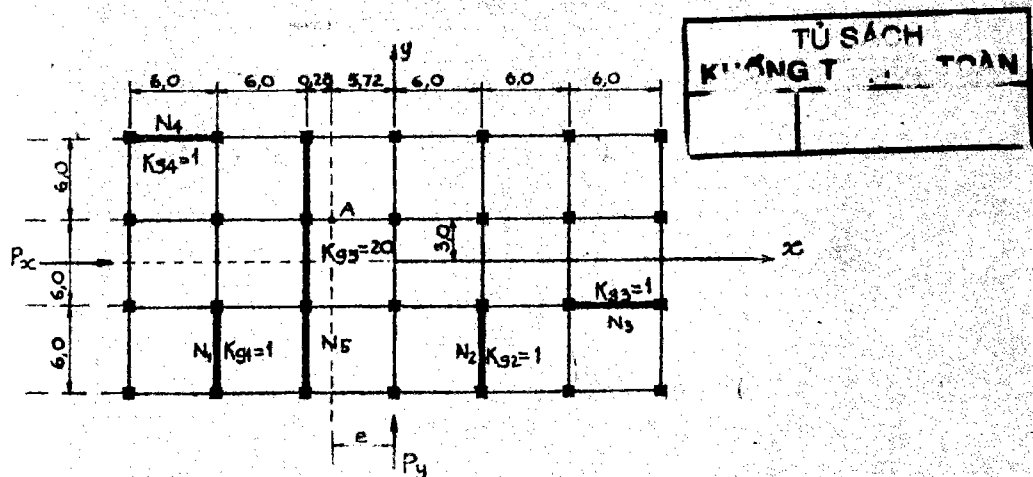 TỦ SÁCH
TOÀN
y
6,0 6,0 0,28 5,72 6,0 6,0 6,0
N4
Kg4=1
6,0
A
3,0
Px
Kg5=20
x
6,0
Kg3=1
N3
6,0
N1 Kg1=1
N5
N2 Kg2=1
e
Py